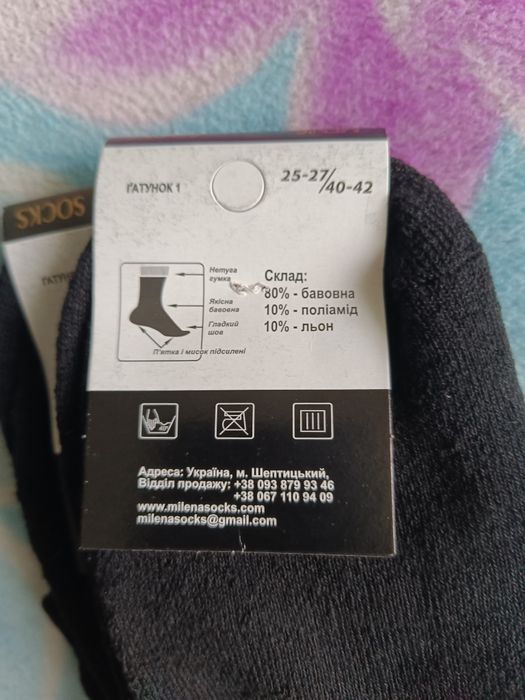 ҐАТУНОК 1
25-27/40-42
Нетуга
гумка
Якісна
бавовна
Гладкий
шов
П'ятка і мисок підсилені
Склад:
80% - бавовна
10% - поліамід
10% - льон
Адреса: Україна, м. Шептицький,
Відділ продажу: +38 093 879 93 46
+38 067 110 94 09
www.milenasocks.com
milenasocks@gmail.com
SOCKS